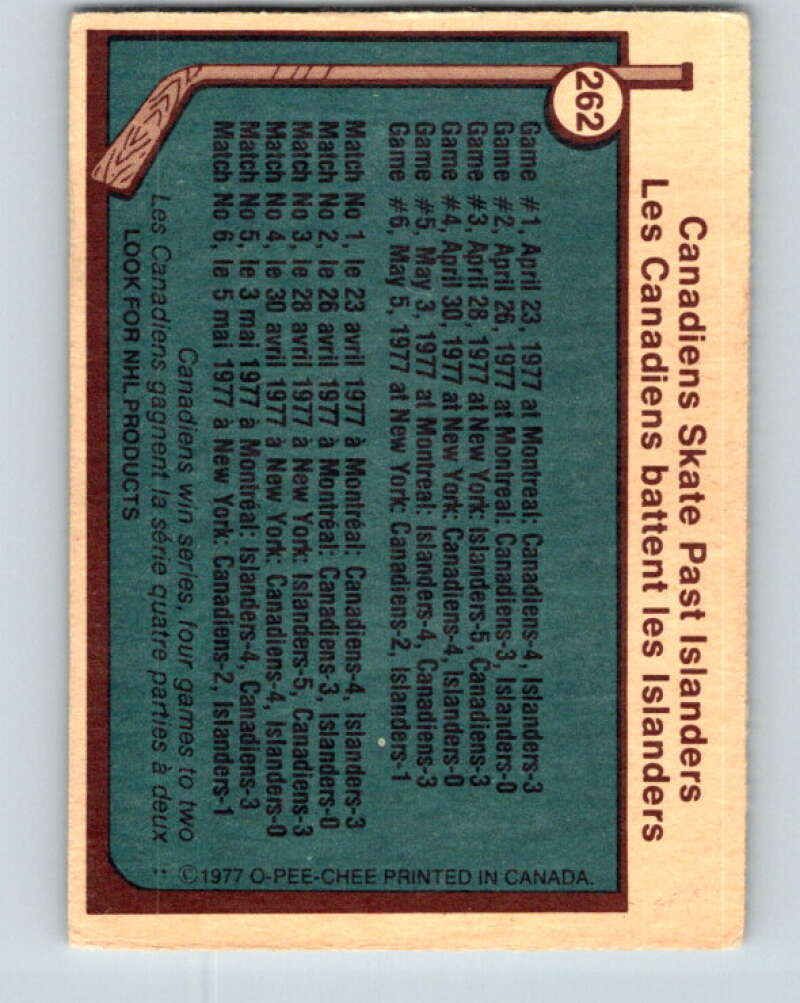 262
Canadiens Skate Past Islanders
Les Canadiens battent les Islanders
Game #1, April 23, 1977 at Montreal: Canadiens-4, Islanders-3
Game #2, April 26, 1977 at Montreal: Canadiens-3, Islanders-0
Game #3, April 28, 1977 at New York: Islanders-5, Canadiens-3
Game #4, April 30, 1977 at New York: Canadiens-4, Islanders-0
Game #5, May 3, 1977 at Montreal: Islanders-4, Canadiens-3
Game #6, May 5, 1977 at New York: Canadiens-2, Islanders-1
Match No 1, le 23 avril 1977 à Montréal: Canadiens-4, Islanders-3
Match No 2, le 26 avril 1977 à Montréal: Canadiens-3, Islanders-0
Match No 3, le 28 avril 1977 à New York: Islanders-5, Canadiens-3
Match No 4, le 30 avril 1977 à New York: Canadiens-4, Islanders-0
Match No 5, le 3 mai 1977 à Montréal: Islanders-4, Canadiens-3
Match No 6, le 5 mai 1977 à New York: Canadiens-2, Islanders-1
Canadiens win series, four games to two
Les Canadiens gagnent la série quatre parties à deux
LOOK FOR NHL PRODUCTS
** ©1977 O-PEE-CHEE PRINTED IN CANADA.